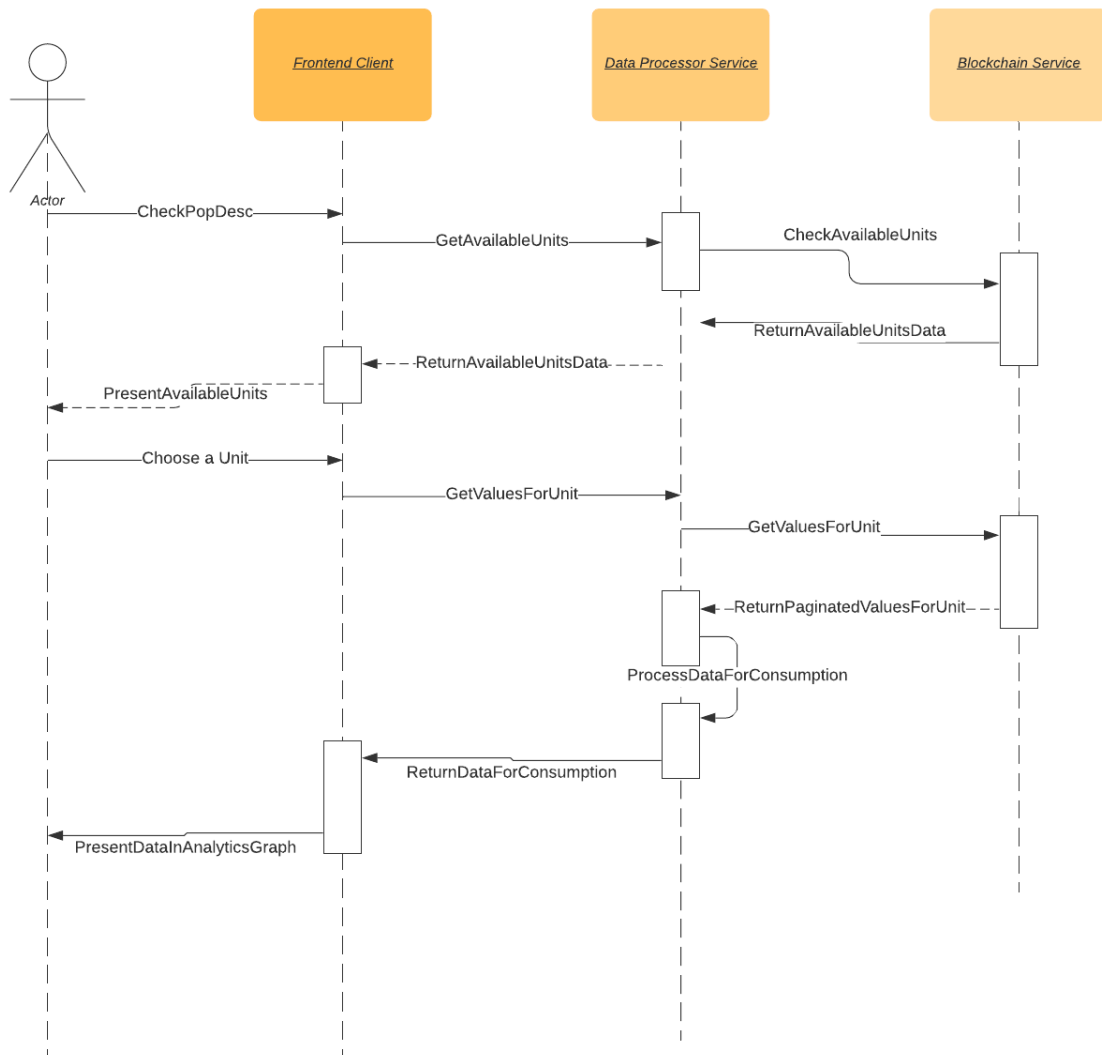 Frontend Client
Data Processor Service
Blockchain Service
Actor
CheckPopDesc
GetAvailableUnits
CheckAvailableUnits
ReturnAvailableUnitsData
ReturnAvailableUnitsData
PresentAvailableUnits
Choose a Unit
GetValuesForUnit
GetValuesForUnit
ReturnPaginatedValuesForUnit
ProcessDataForConsumption
ReturnDataForConsumption
PresentDataInAnalyticsGraph